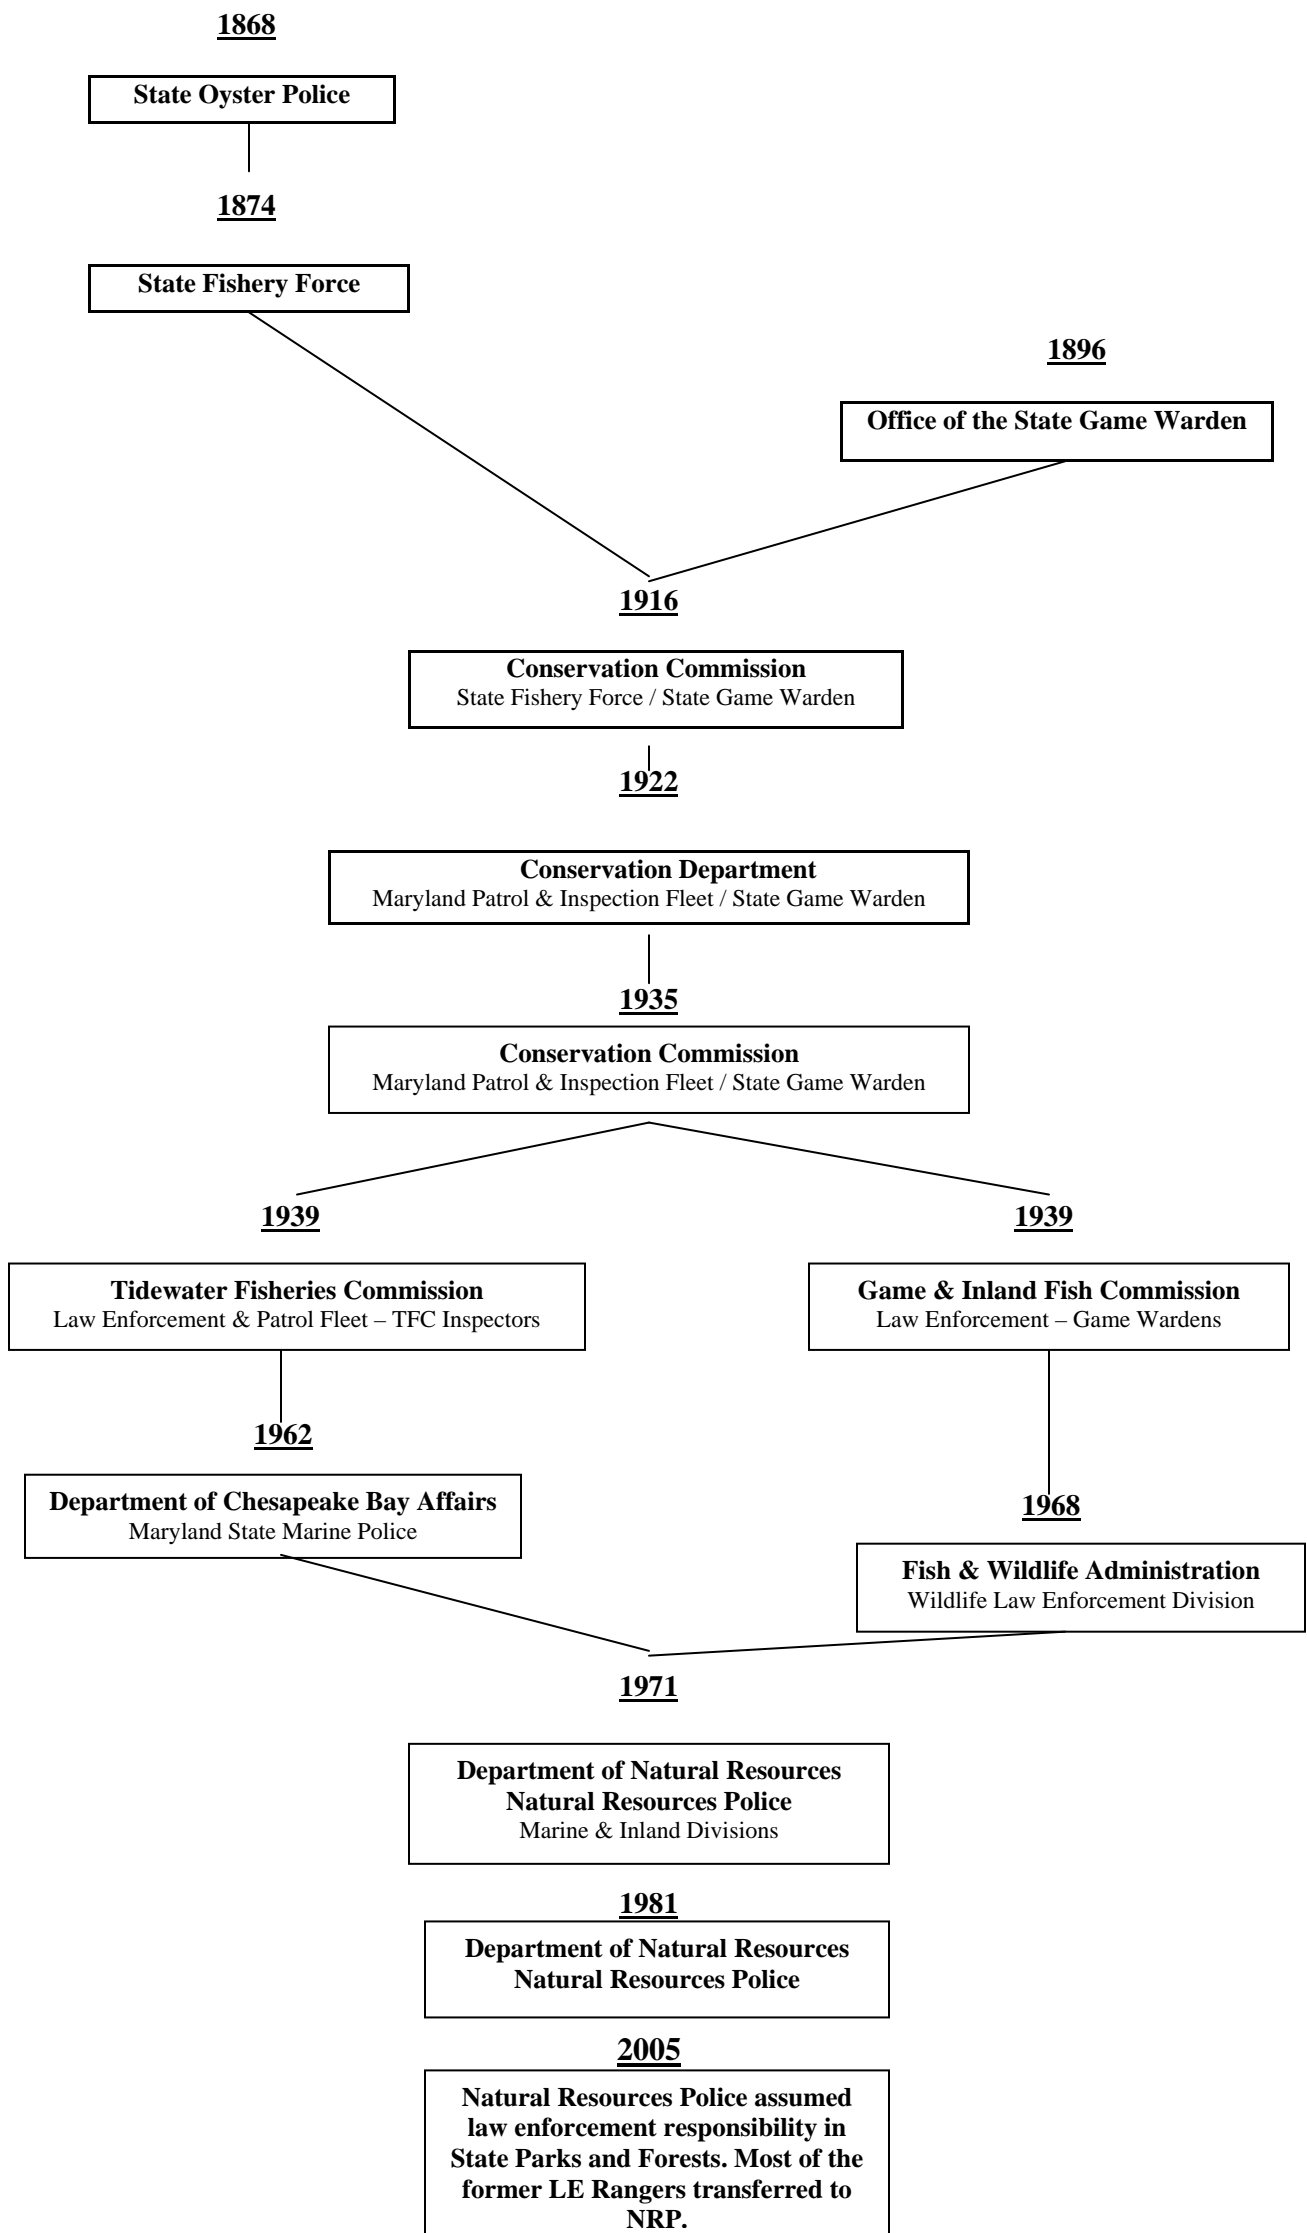 1868
State Oyster Police
1874
State Fishery Force
1896
Office of the State Game Warden
1916
Conservation Commission
State Fishery Force / State Game Warden
1922
Conservation Department
Maryland Patrol & Inspection Fleet / State Game Warden
1935
Conservation Commission
Maryland Patrol & Inspection Fleet / State Game Warden
1939
Tidewater Fisheries Commission
Law Enforcement & Patrol Fleet – TFC Inspectors
1939
Game & Inland Fish Commission
Law Enforcement – Game Wardens
1962
Department of Chesapeake Bay Affairs
Maryland State Marine Police
1968
Fish & Wildlife Administration
Wildlife Law Enforcement Division
1971
Department of Natural Resources
Natural Resources Police
Marine & Inland Divisions
1981
Department of Natural Resources
Natural Resources Police
2005
Natural Resources Police assumed
law enforcement responsibility in
State Parks and Forests. Most of the
former LE Rangers transferred to
NRP.